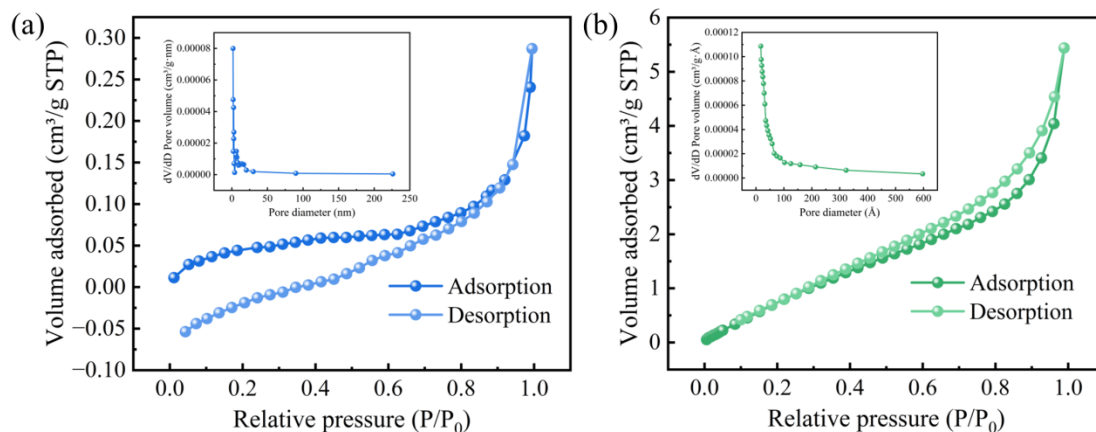 (a)
Volume adsorbed (cm³/g STP)
0.30
0.25
0.20
0.15
0.10
0.05
0.00
−0.05
−0.10
0.0 0.2 0.4 0.6 0.8 1.0
Relative pressure (P/P₀)
Adsorption
Desorption
dV/dD Pore volume (cm³/g·nm)
0.00008
0.00006
0.00004
0.00002
0.00000
0 50 100 150 200 250
Pore diameter (nm)
(b)
Volume adsorbed (cm³/g STP)
6
5
4
3
2
1
0
0.0 0.2 0.4 0.6 0.8 1.0
Relative pressure (P/P₀)
Adsorption
Desorption
dV/dD Pore volume (cm³/g·Å)
0.00012
0.00010
0.00008
0.00006
0.00004
0.00002
0.00000
0 100 200 300 400 500 600
Pore diameter (Å)